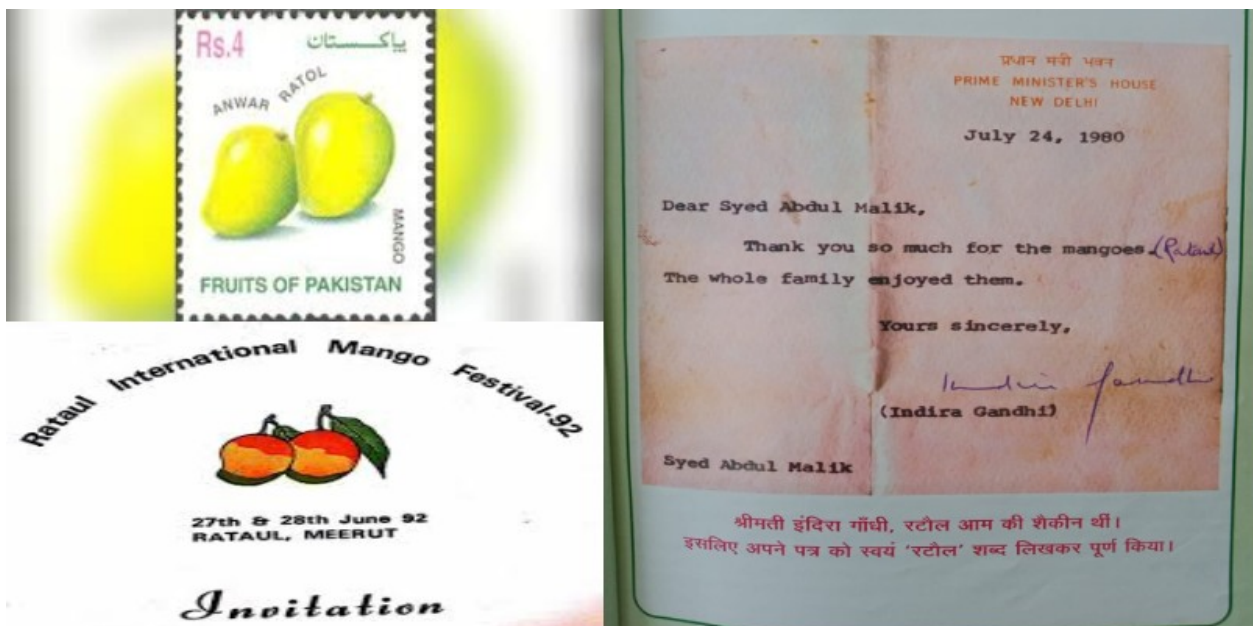 Rs.4
پاکستان
ANWAR RATOL
MANGO
FRUITS OF PAKISTAN
Rataul International Mango Festival-92
27th & 28th June 92
RATAUL, MEERUT
Invitation
प्रधान मंत्री भवन
PRIME MINISTER'S HOUSE
NEW DELHI
July 24, 1980
Dear Syed Abdul Malik,
Thank you so much for the mangoes.(Rataul)
The whole family enjoyed them.
Yours sincerely,
Indira Gandhi
(Indira Gandhi)
Syed Abdul Malik
श्रीमती इंदिरा गाँधी, रटौल आम की शैकीन थीं।
इसलिए अपने पत्र को स्वयं 'रटौल' शब्द लिखकर पूर्ण किया।